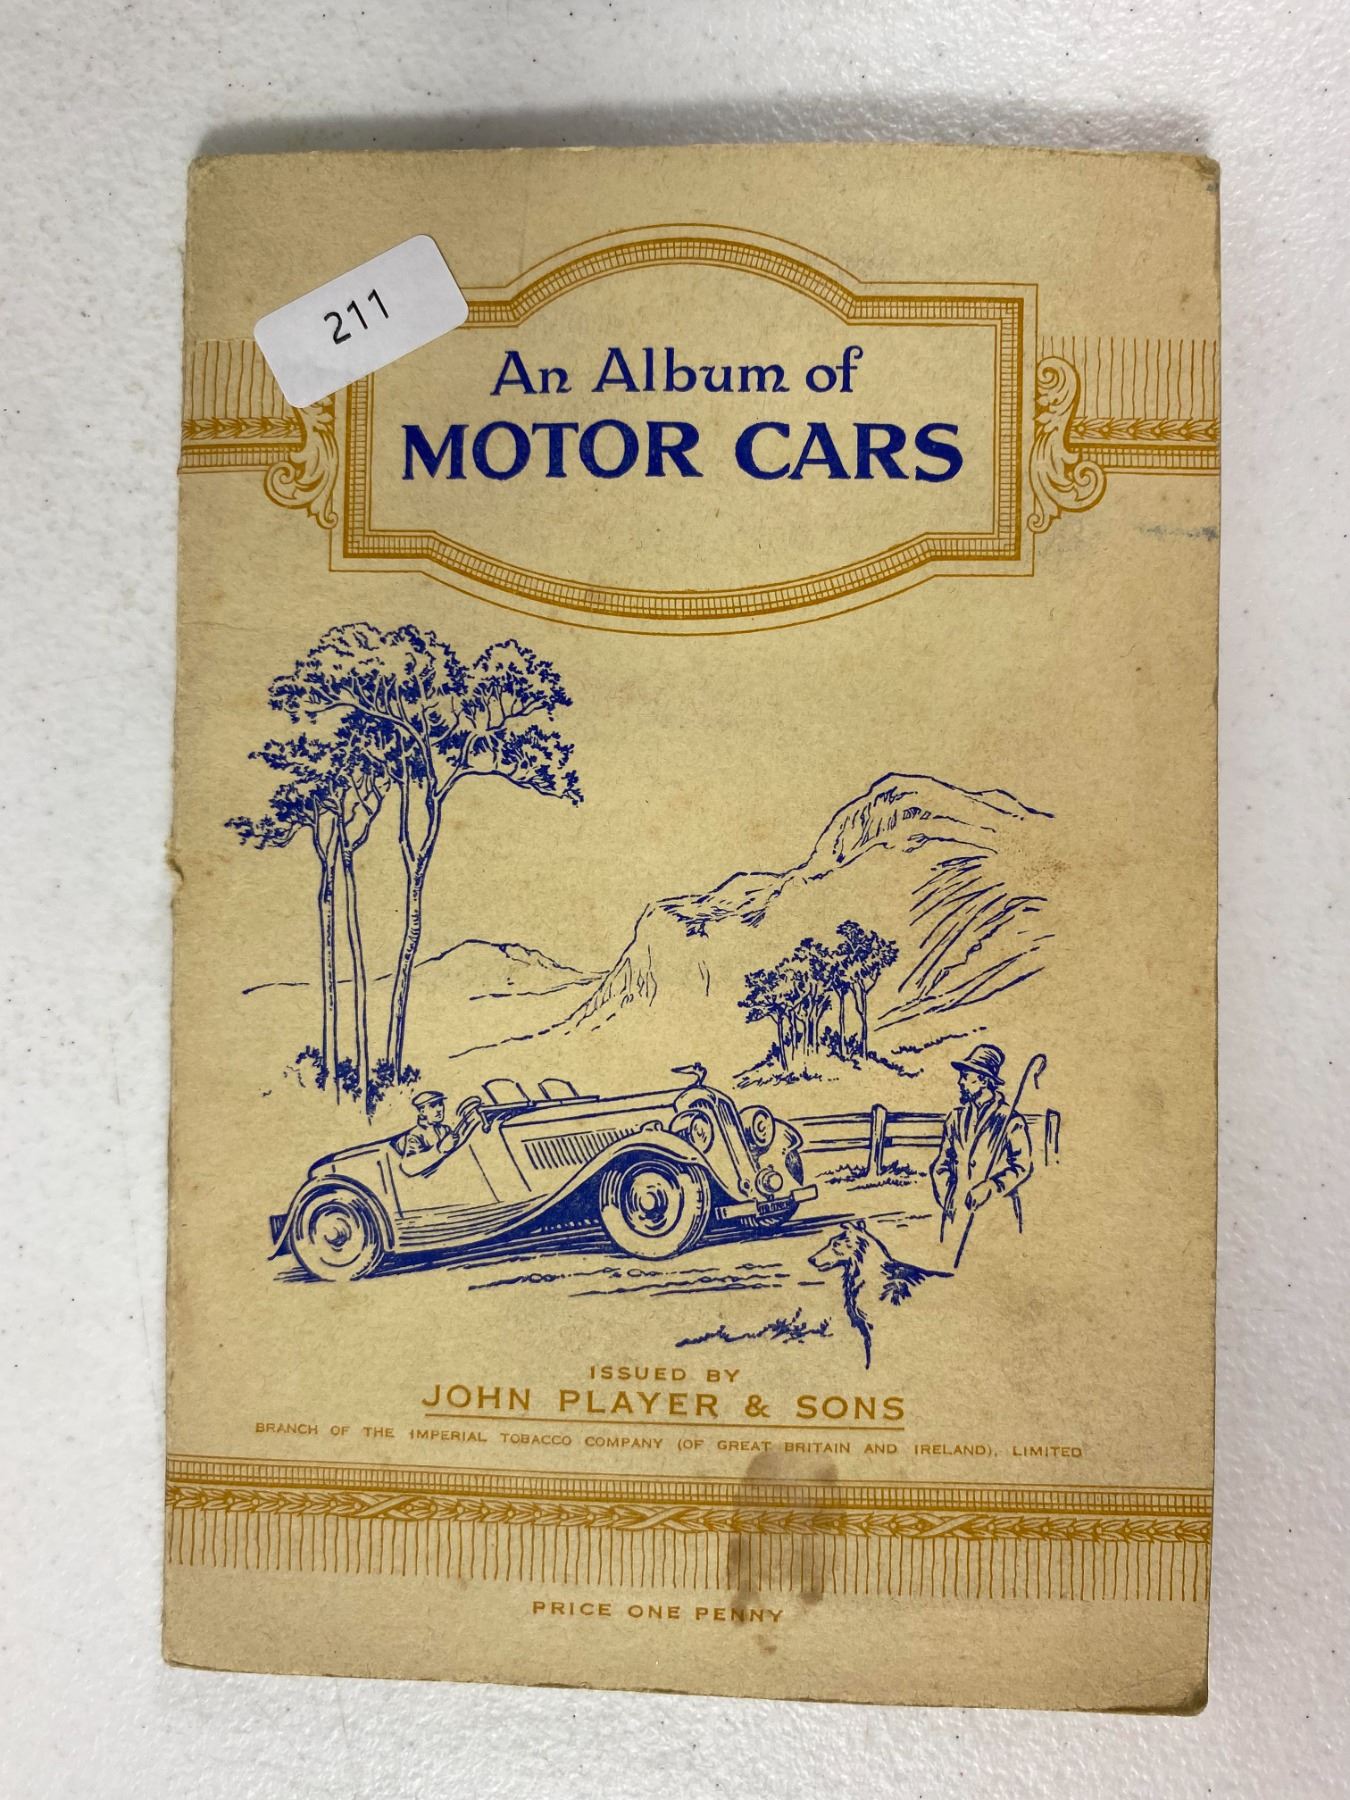 211
An Album of
MOTOR CARS
ISSUED BY
JOHN PLAYER & SONS
BRANCH OF THE IMPERIAL TOBACCO COMPANY (OF GREAT BRITAIN AND IRELAND), LIMITED
PRICE ONE PENNY